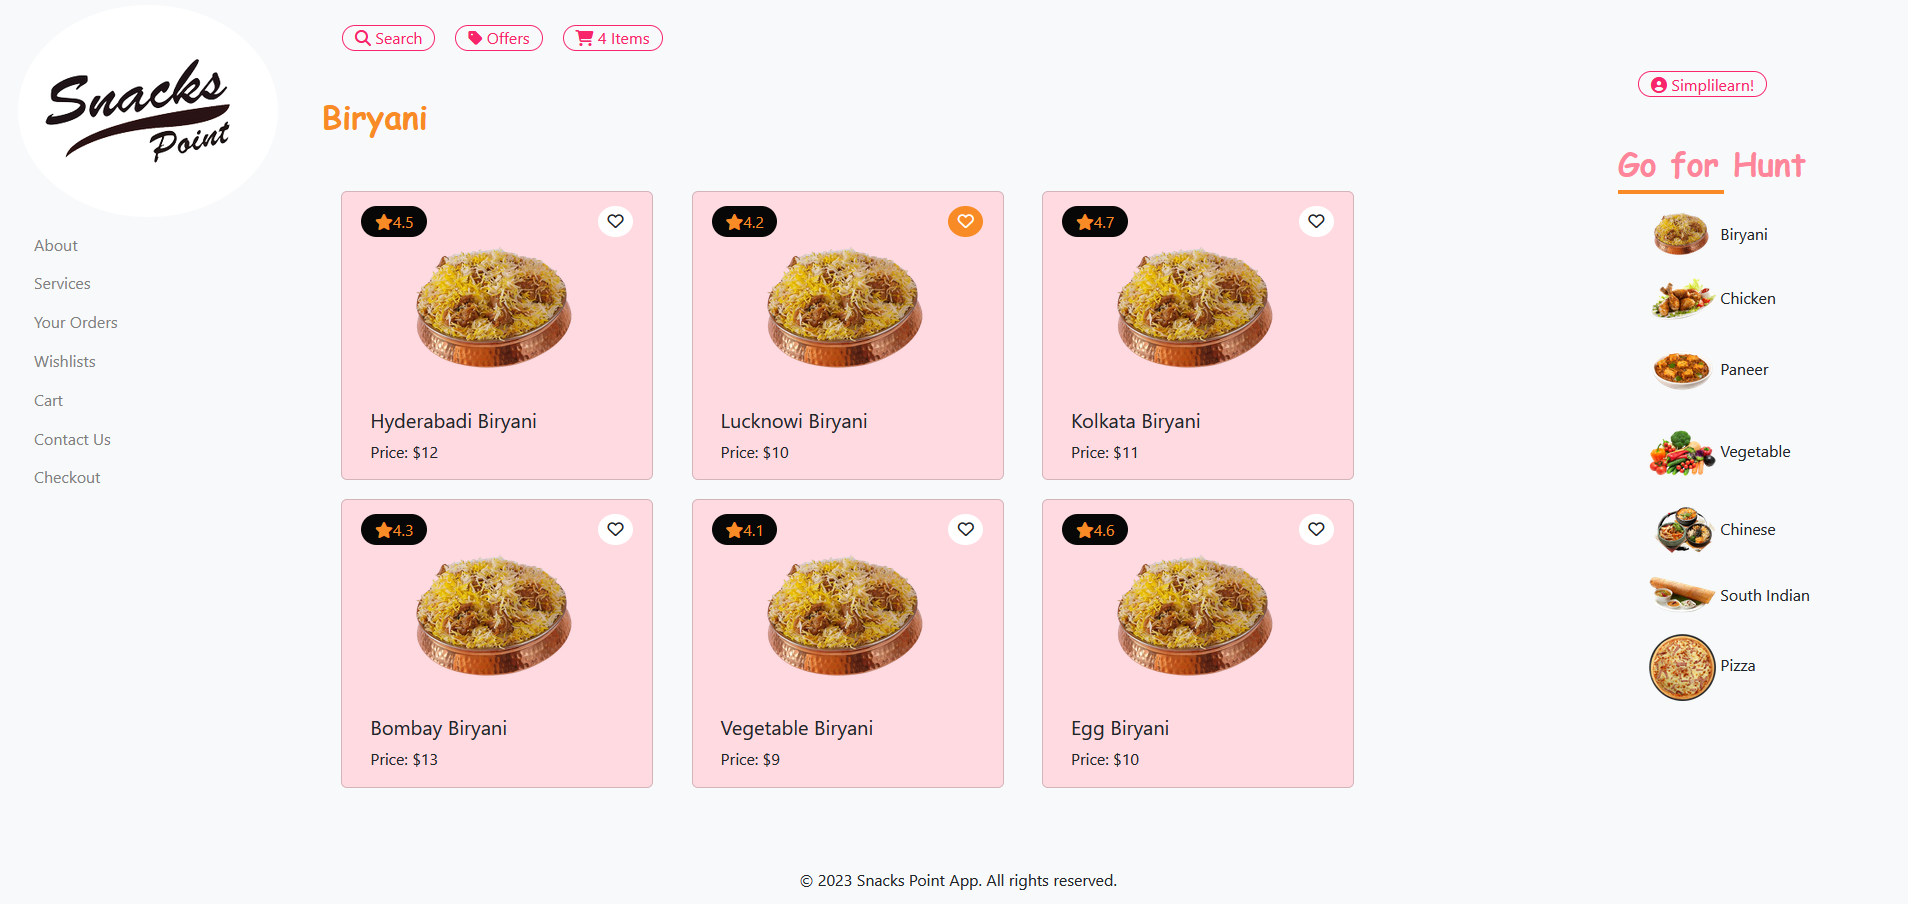 Snacks
Point
Search
Offers
4 Items
Simplilearn!
Biryani
About
Services
Your Orders
Wishlists
Cart
Contact Us
Checkout
4.5
Hyderabadi Biryani
Price: $12
4.2
Lucknowi Biryani
Price: $10
4.7
Kolkata Biryani
Price: $11
4.3
Bombay Biryani
Price: $13
4.1
Vegetable Biryani
Price: $9
4.6
Egg Biryani
Price: $10
Go for Hunt
Biryani
Chicken
Paneer
Vegetable
Chinese
South Indian
Pizza
© 2023 Snacks Point App. All rights reserved.